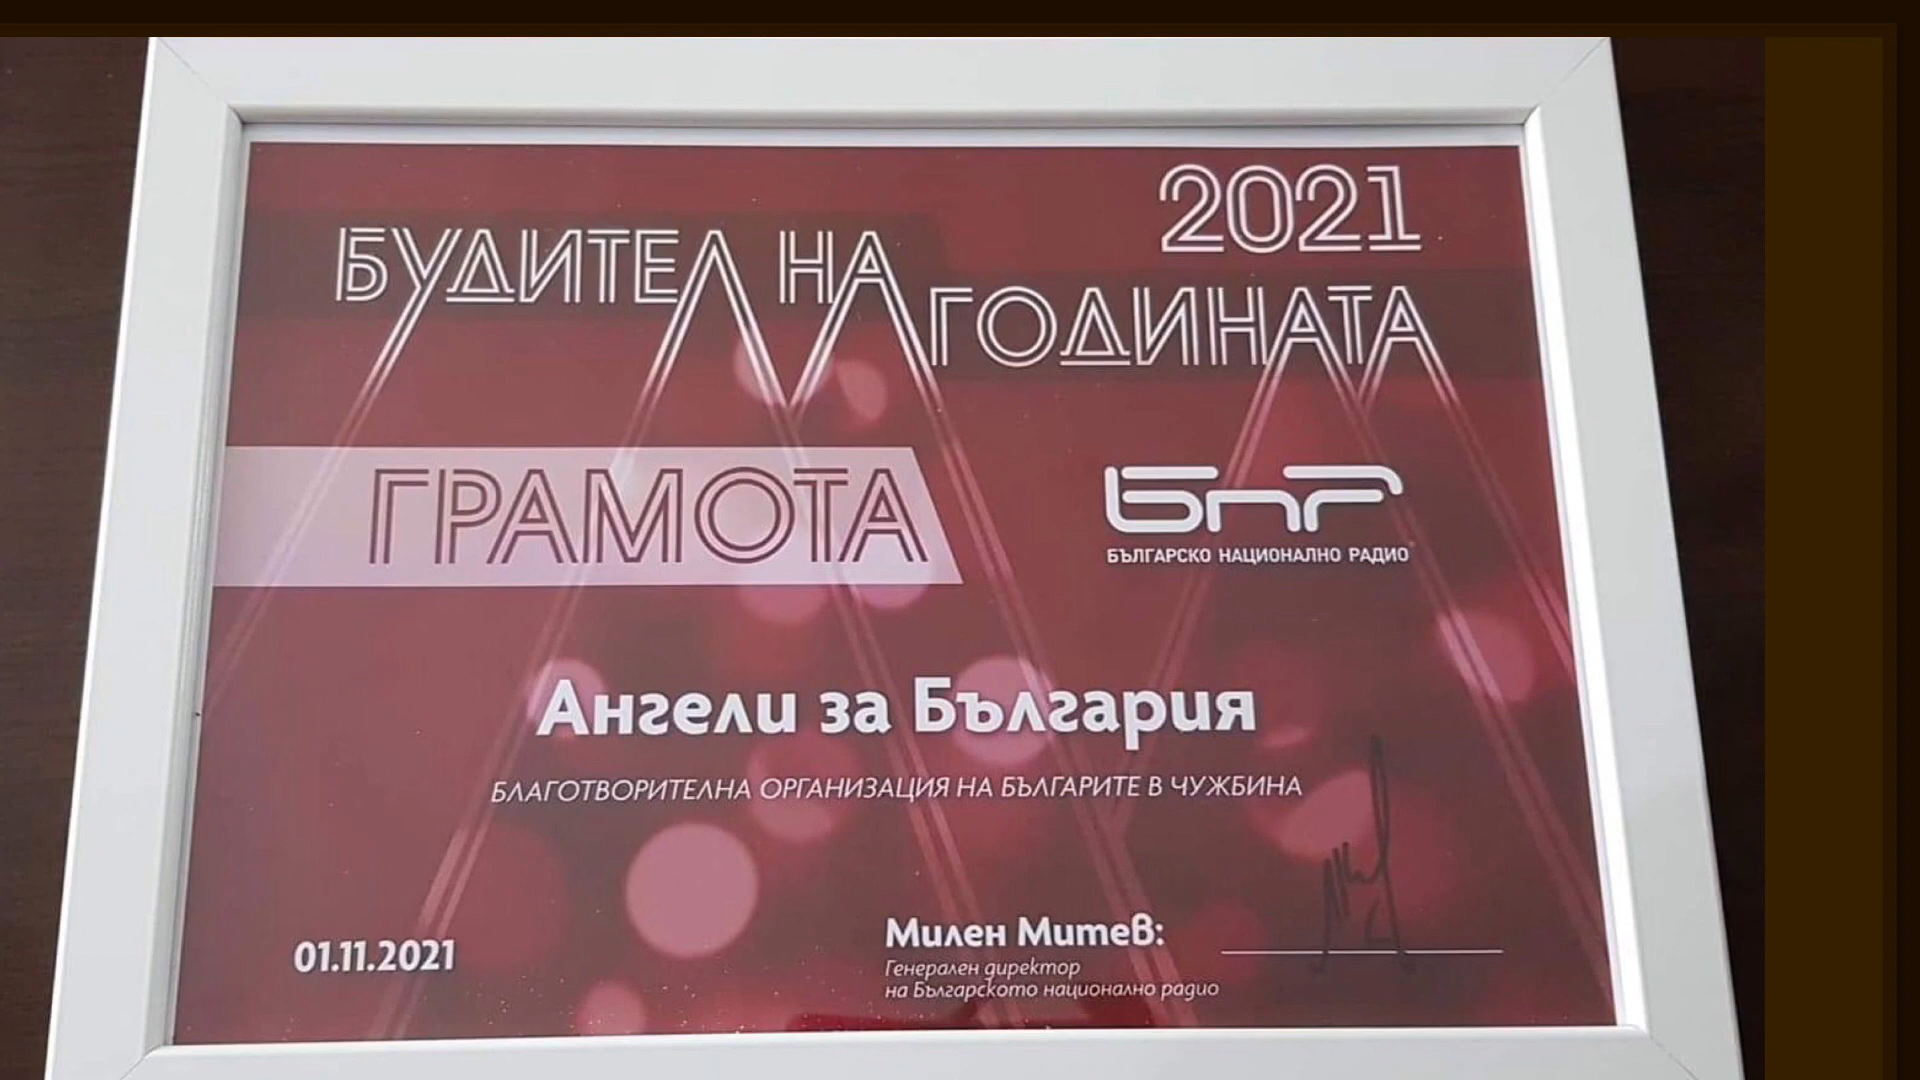 2021
БУДИТЕЛ НА
ГОДИНАТА
ГРАМОТА
БНР
БЪЛГАРСКО НАЦИОНАЛНО РАДИО
Ангели за България
БЛАГОТВОРИТЕЛНА ОРГАНИЗАЦИЯ НА БЪЛГАРИТЕ В ЧУЖБИНА
01.11.2021
Милен Митев:
Генерален директор
на Българското национално радио